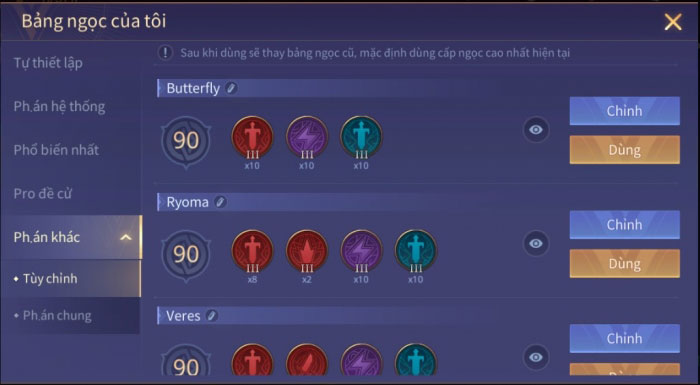 Bảng ngọc của tôi
Sau khi dùng sẽ thay bảng ngọc cũ, mặc định dùng cấp ngọc cao nhất hiện tại
Tự thiết lập
Ph.án hệ thống
Phổ biến nhất
Pro đề cử
Ph.án khác
• Tùy chỉnh
• Ph.án chung
Butterfly
90
III III III
x10 x10 x10
Chỉnh
Dùng
Ryoma
90
III III III III
x8 x2 x10 x10
Chỉnh
Dùng
Veres
90
Chỉnh